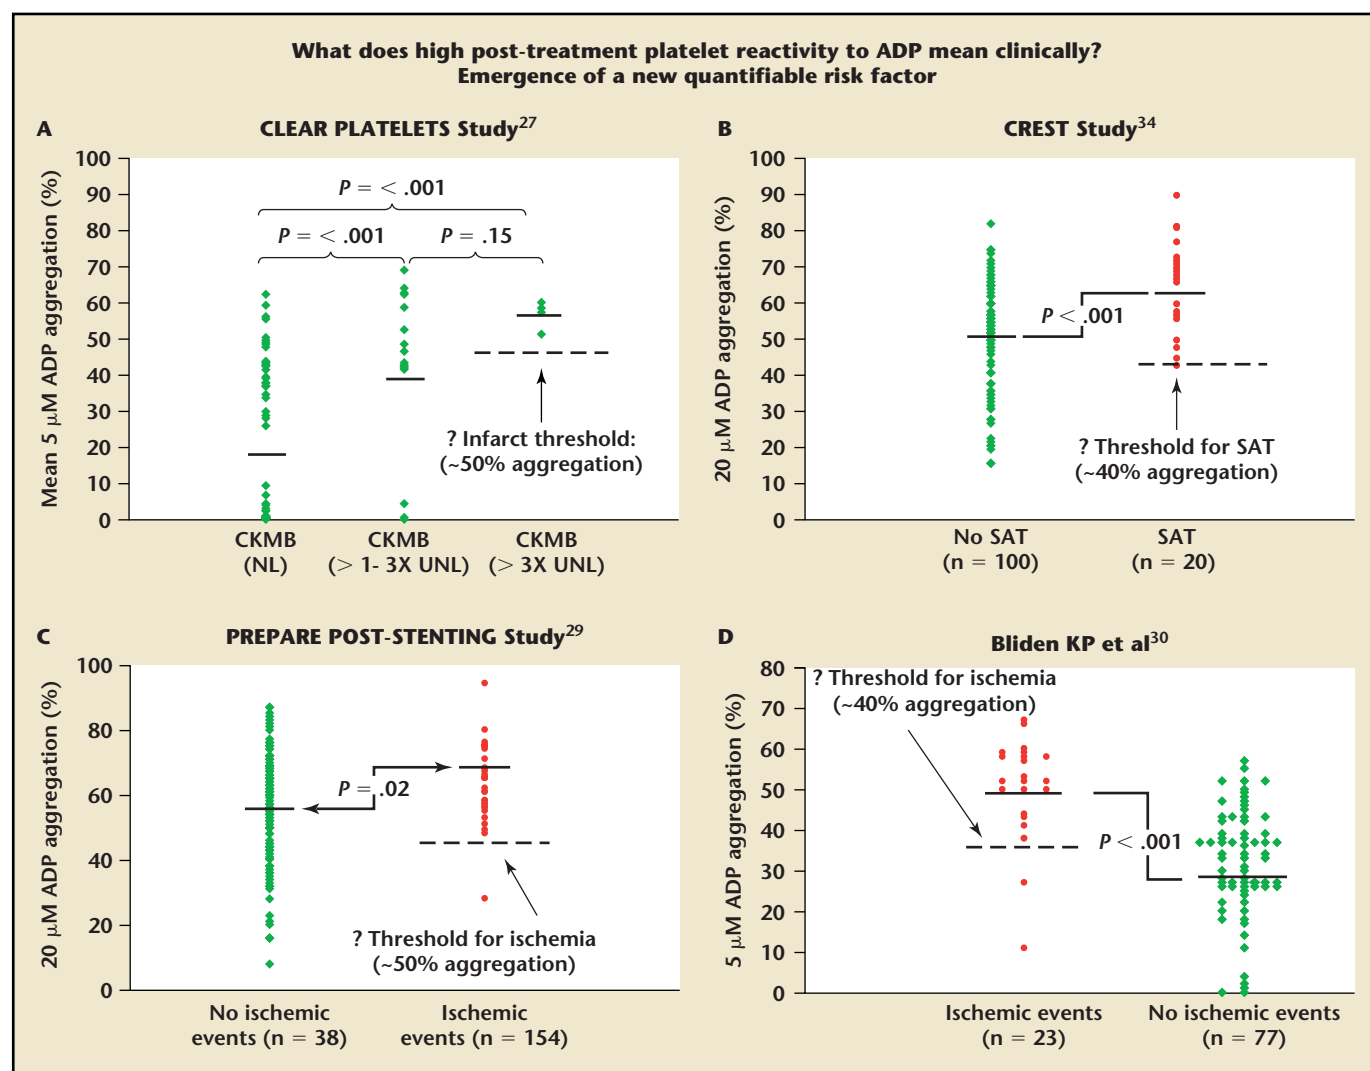 What does high post-treatment platelet reactivity to ADP mean clinically?
Emergence of a new quantifiable risk factor
A
CLEAR PLATELETS Study27
Mean 5 μM ADP aggregation (%)
100
90
80
70
60
50
40
30
20
10
0
P = < .001
P = < .001
P = .15
? Infarct threshold:
(~50% aggregation)
CKMB
(NL)
CKMB
(> 1- 3X UNL)
CKMB
(> 3X UNL)
B
CREST Study34
20 μM ADP aggregation (%)
100
90
80
70
60
50
40
30
20
10
0
P < .001
? Threshold for SAT
(~40% aggregation)
No SAT
(n = 100)
SAT
(n = 20)
C
PREPARE POST-STENTING Study29
20 μM ADP aggregation (%)
100
80
60
40
20
0
P = .02
? Threshold for ischemia
(~50% aggregation)
No ischemic
events (n = 38)
Ischemic
events (n = 154)
D
Bliden KP et al30
5 μM ADP aggregation (%)
80
70
60
50
40
30
20
10
0
? Threshold for ischemia
(~40% aggregation)
P < .001
Ischemic events
(n = 23)
No ischemic events
(n = 77)